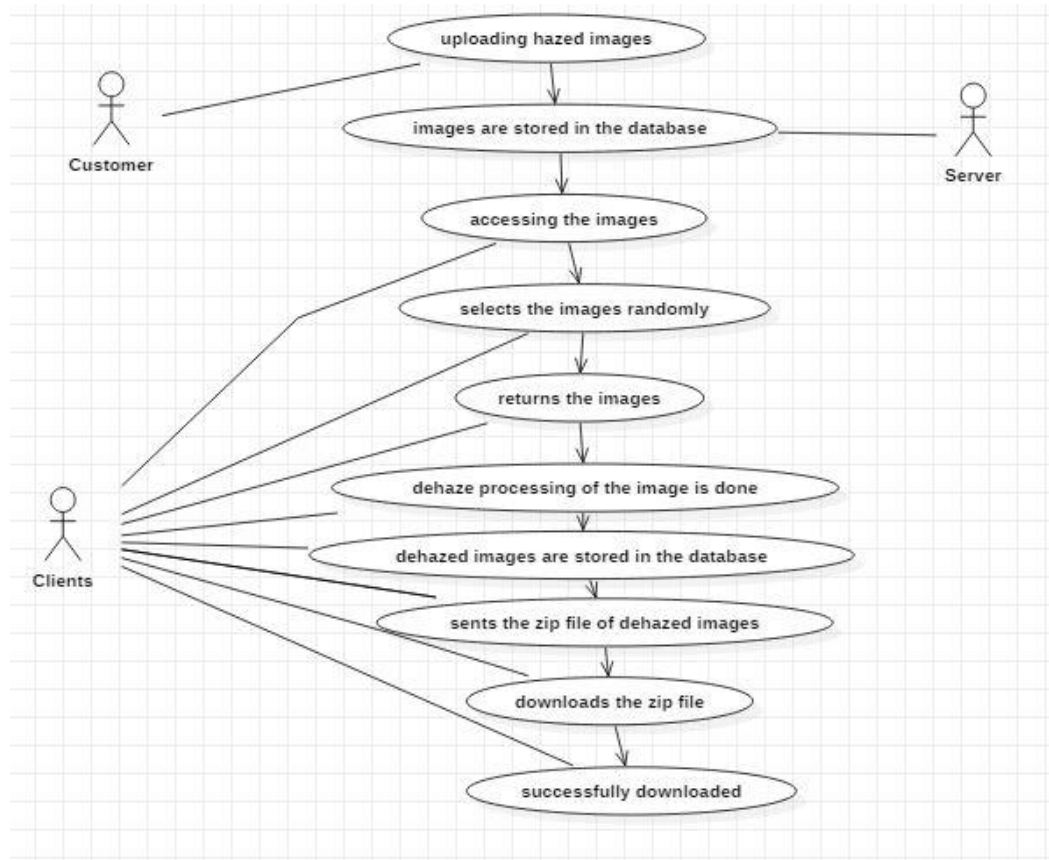 uploading hazed images
images are stored in the database
Customer
Server
accessing the images
selects the images randomly
returns the images
dehaze processing of the image is done
dehazed images are stored in the database
Clients
sents the zip file of dehazed images
downloads the zip file
successfully downloaded